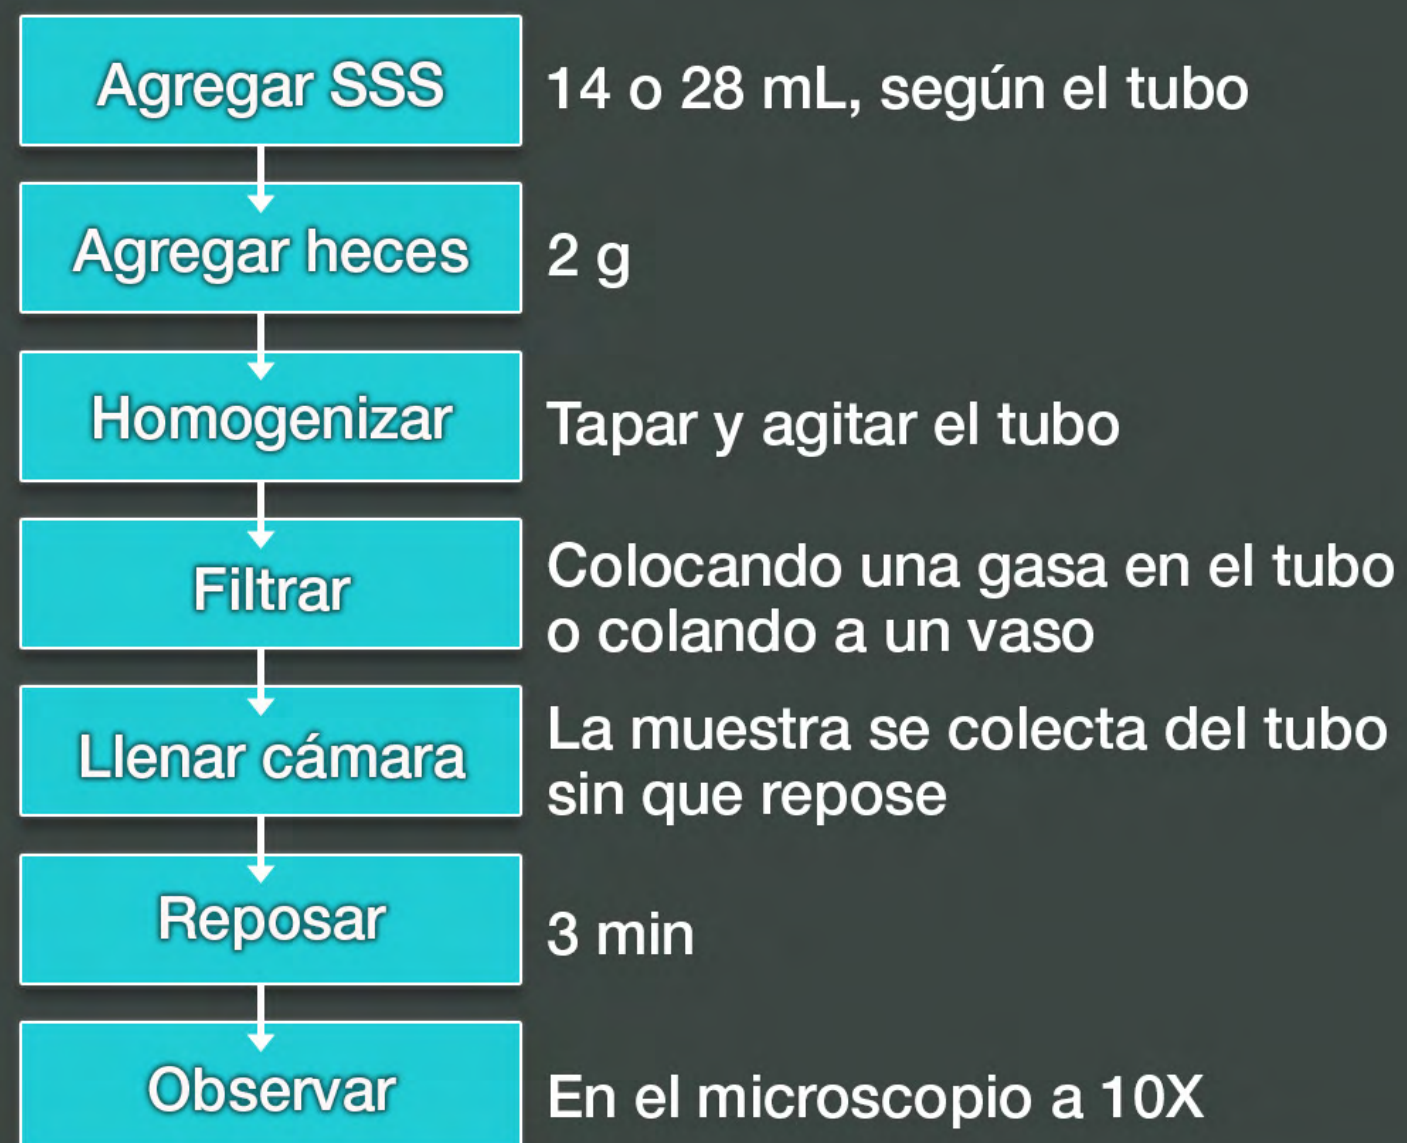 Agregar SSS
14 o 28 mL, según el tubo
Agregar heces
2 g
Homogenizar
Tapar y agitar el tubo
Filtrar
Colocando una gasa en el tubo
o colando a un vaso
Llenar cámara
La muestra se colecta del tubo
sin que repose
Reposar
3 min
Observar
En el microscopio a 10X